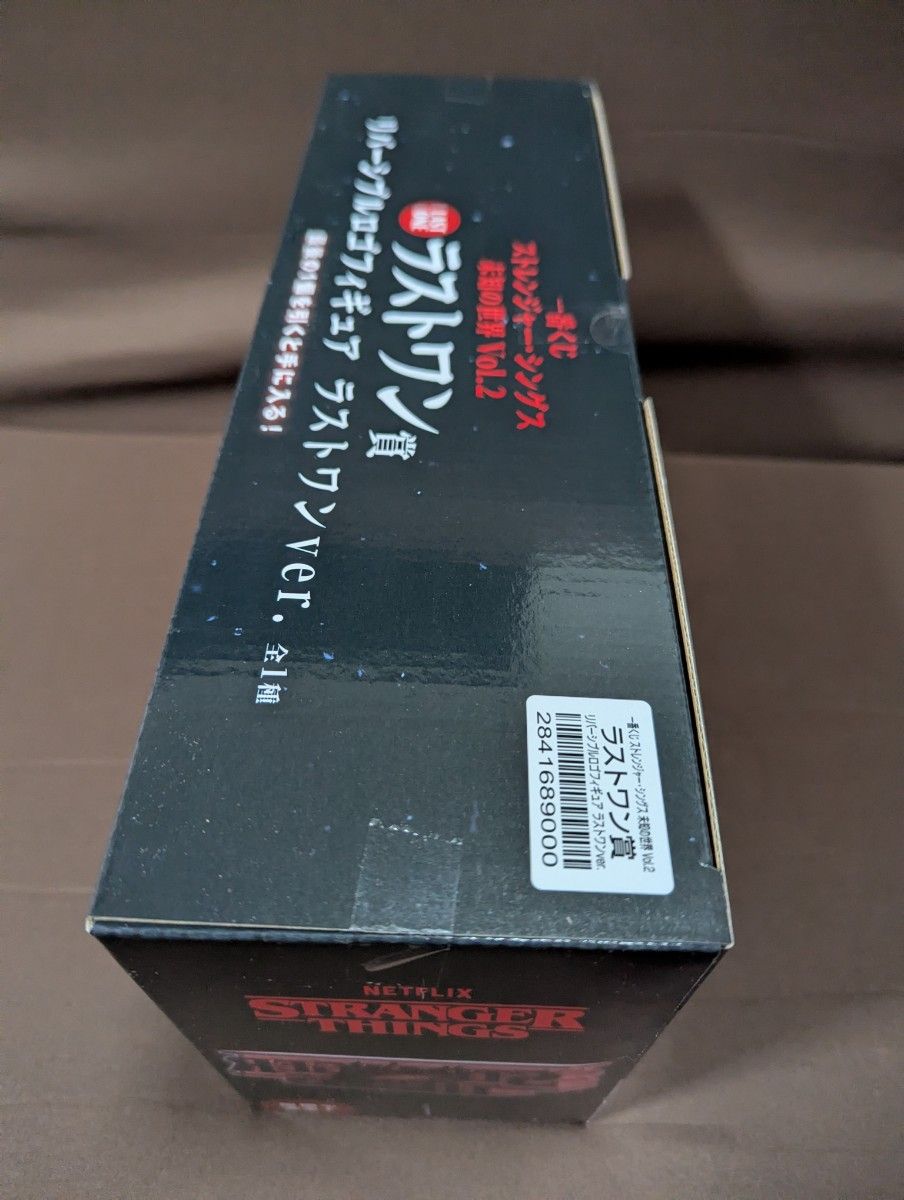 一番くじ
ストレンジャー・シングス
未知の世界 Vol.2
LAST ONE
ラストワン賞
リバーシブルロゴフィギュア ラストワンver. 全1種
最後の1個を引くと手に入る!
一番くじ ストレンジャー・シングス 未知の世界 Vol.2
ラストワン賞
リバーシブルロゴフィギュア ラストワンver.
2841689000
NETFLIX
STRANGER
THINGS